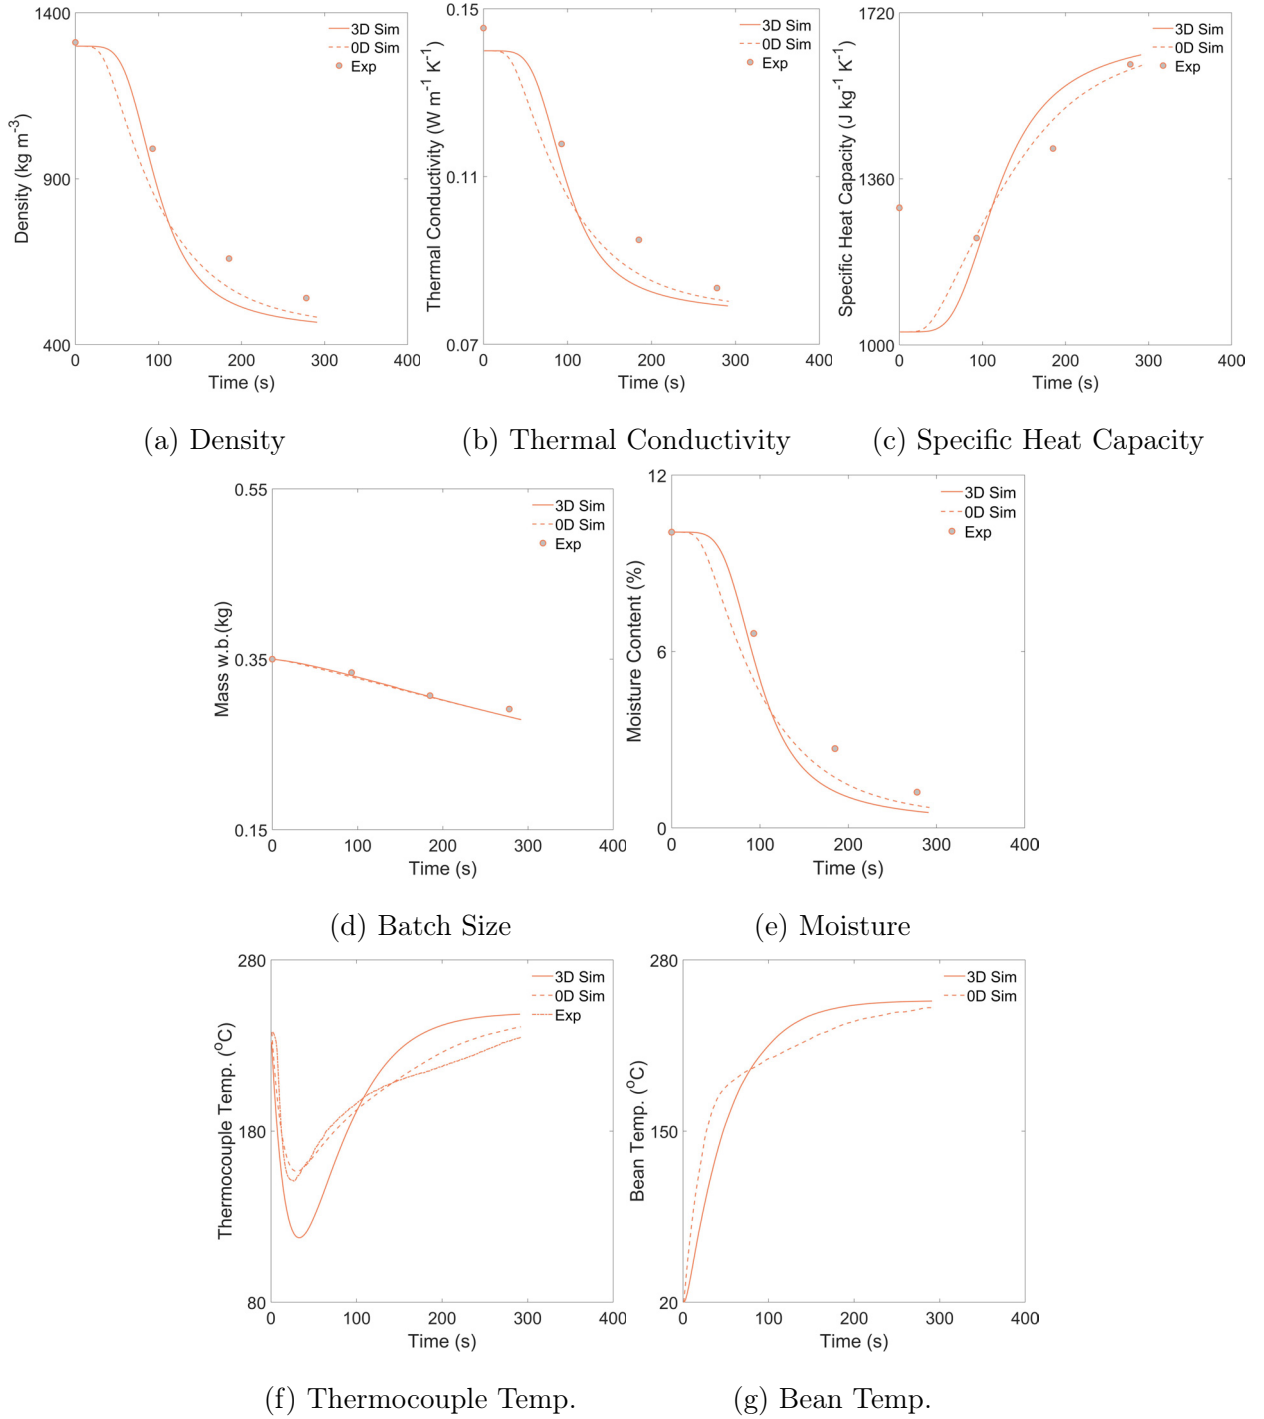 1400
900
400
Density (kg m-3)
0 100 200 300 400
Time (s)
3D Sim
0D Sim
Exp
(a) Density
0.15
0.11
0.07
Thermal Conductivity (W m-1 K-1)
0 100 200 300 400
Time (s)
3D Sim
0D Sim
Exp
(b) Thermal Conductivity
1720
1360
1000
Specific Heat Capacity (J kg-1 K-1)
0 100 200 300 400
Time (s)
3D Sim
0D Sim
Exp
(c) Specific Heat Capacity
0.55
0.35
0.15
Mass w.b.(kg)
0 100 200 300 400
Time (s)
3D Sim
0D Sim
Exp
(d) Batch Size
12
6
0
Moisture Content (%)
0 100 200 300 400
Time (s)
3D Sim
0D Sim
Exp
(e) Moisture
280
180
80
Thermocouple Temp. (oC)
0 100 200 300 400
Time (s)
3D Sim
0D Sim
Exp
(f) Thermocouple Temp.
280
150
20
Bean Temp. (oC)
0 100 200 300 400
Time (s)
3D Sim
0D Sim
(g) Bean Temp.